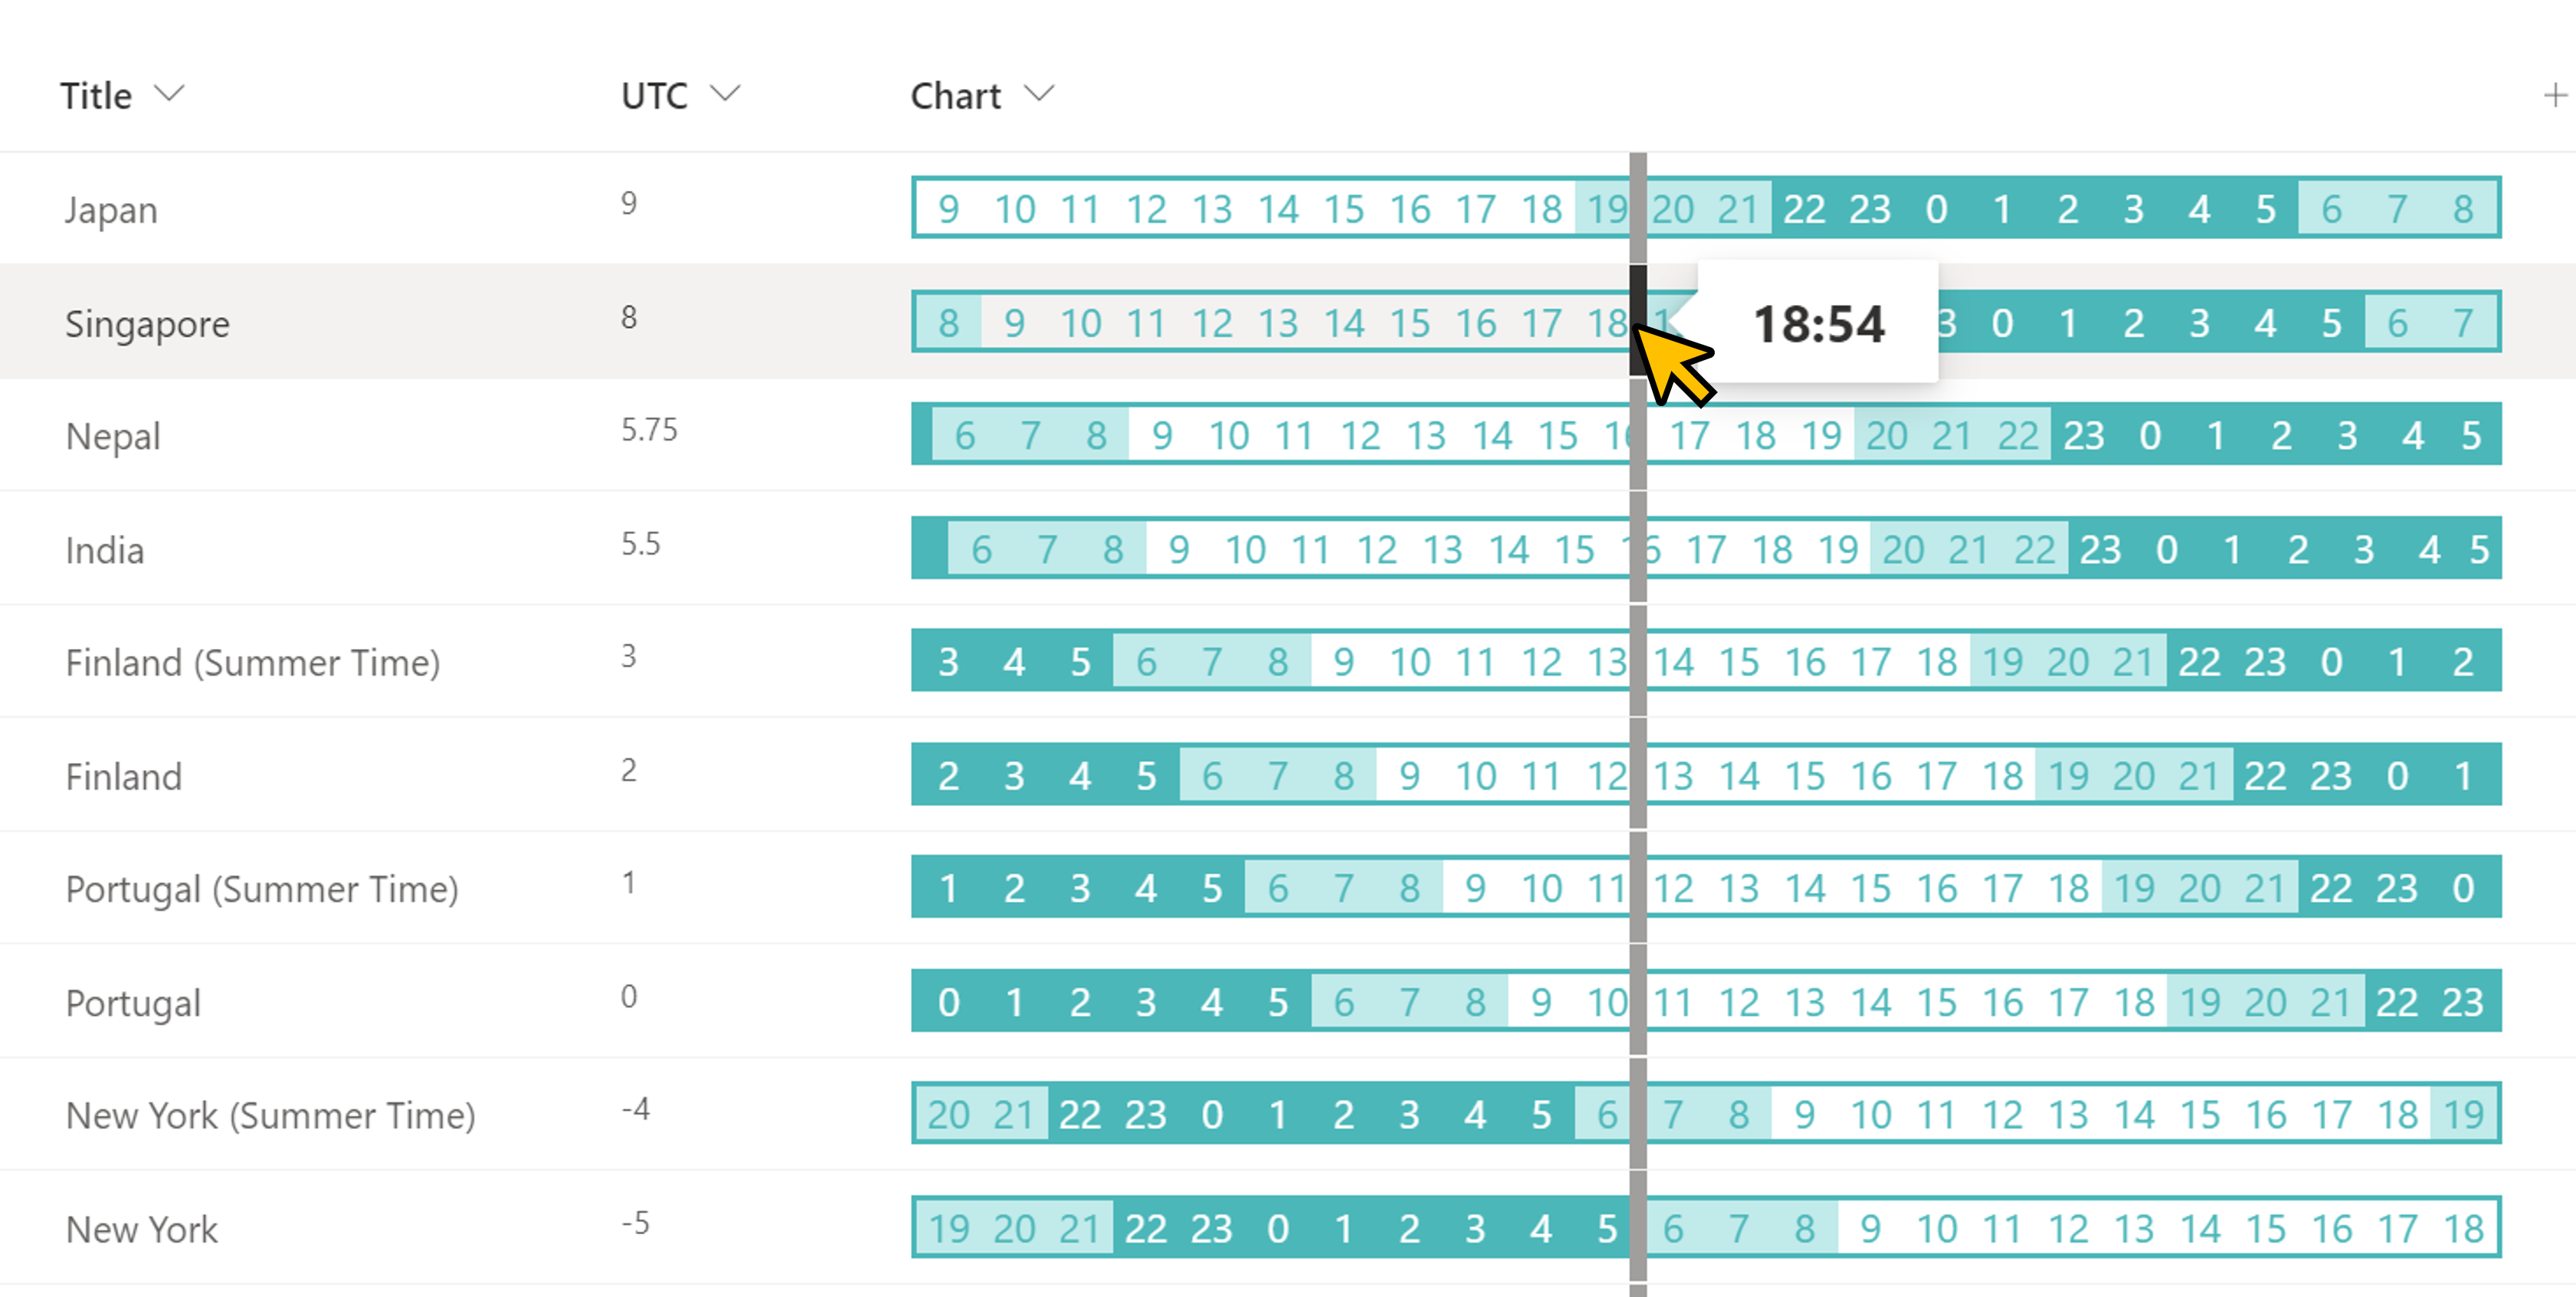 Title UTC Chart
Japan 9 9 10 11 12 13 14 15 16 17 18 19 20 21 22 23 0 1 2 3 4 5 6 7 8
Singapore 8 8 9 10 11 12 13 14 15 16 17 18 18:54 0 1 2 3 4 5 6 7
Nepal 5.75 6 7 8 9 10 11 12 13 14 15 16 17 18 19 20 21 22 23 0 1 2 3 4 5
India 5.5 6 7 8 9 10 11 12 13 14 15 16 17 18 19 20 21 22 23 0 1 2 3 4 5
Finland (Summer Time) 3 3 4 5 6 7 8 9 10 11 12 13 14 15 16 17 18 19 20 21 22 23 0 1 2
Finland 2 2 3 4 5 6 7 8 9 10 11 12 13 14 15 16 17 18 19 20 21 22 23 0 1
Portugal (Summer Time) 1 1 2 3 4 5 6 7 8 9 10 11 12 13 14 15 16 17 18 19 20 21 22 23 0
Portugal 0 0 1 2 3 4 5 6 7 8 9 10 11 12 13 14 15 16 17 18 19 20 21 22 23
New York (Summer Time) -4 20 21 22 23 0 1 2 3 4 5 6 7 8 9 10 11 12 13 14 15 16 17 18 19
New York -5 19 20 21 22 23 0 1 2 3 4 5 6 7 8 9 10 11 12 13 14 15 16 17 18